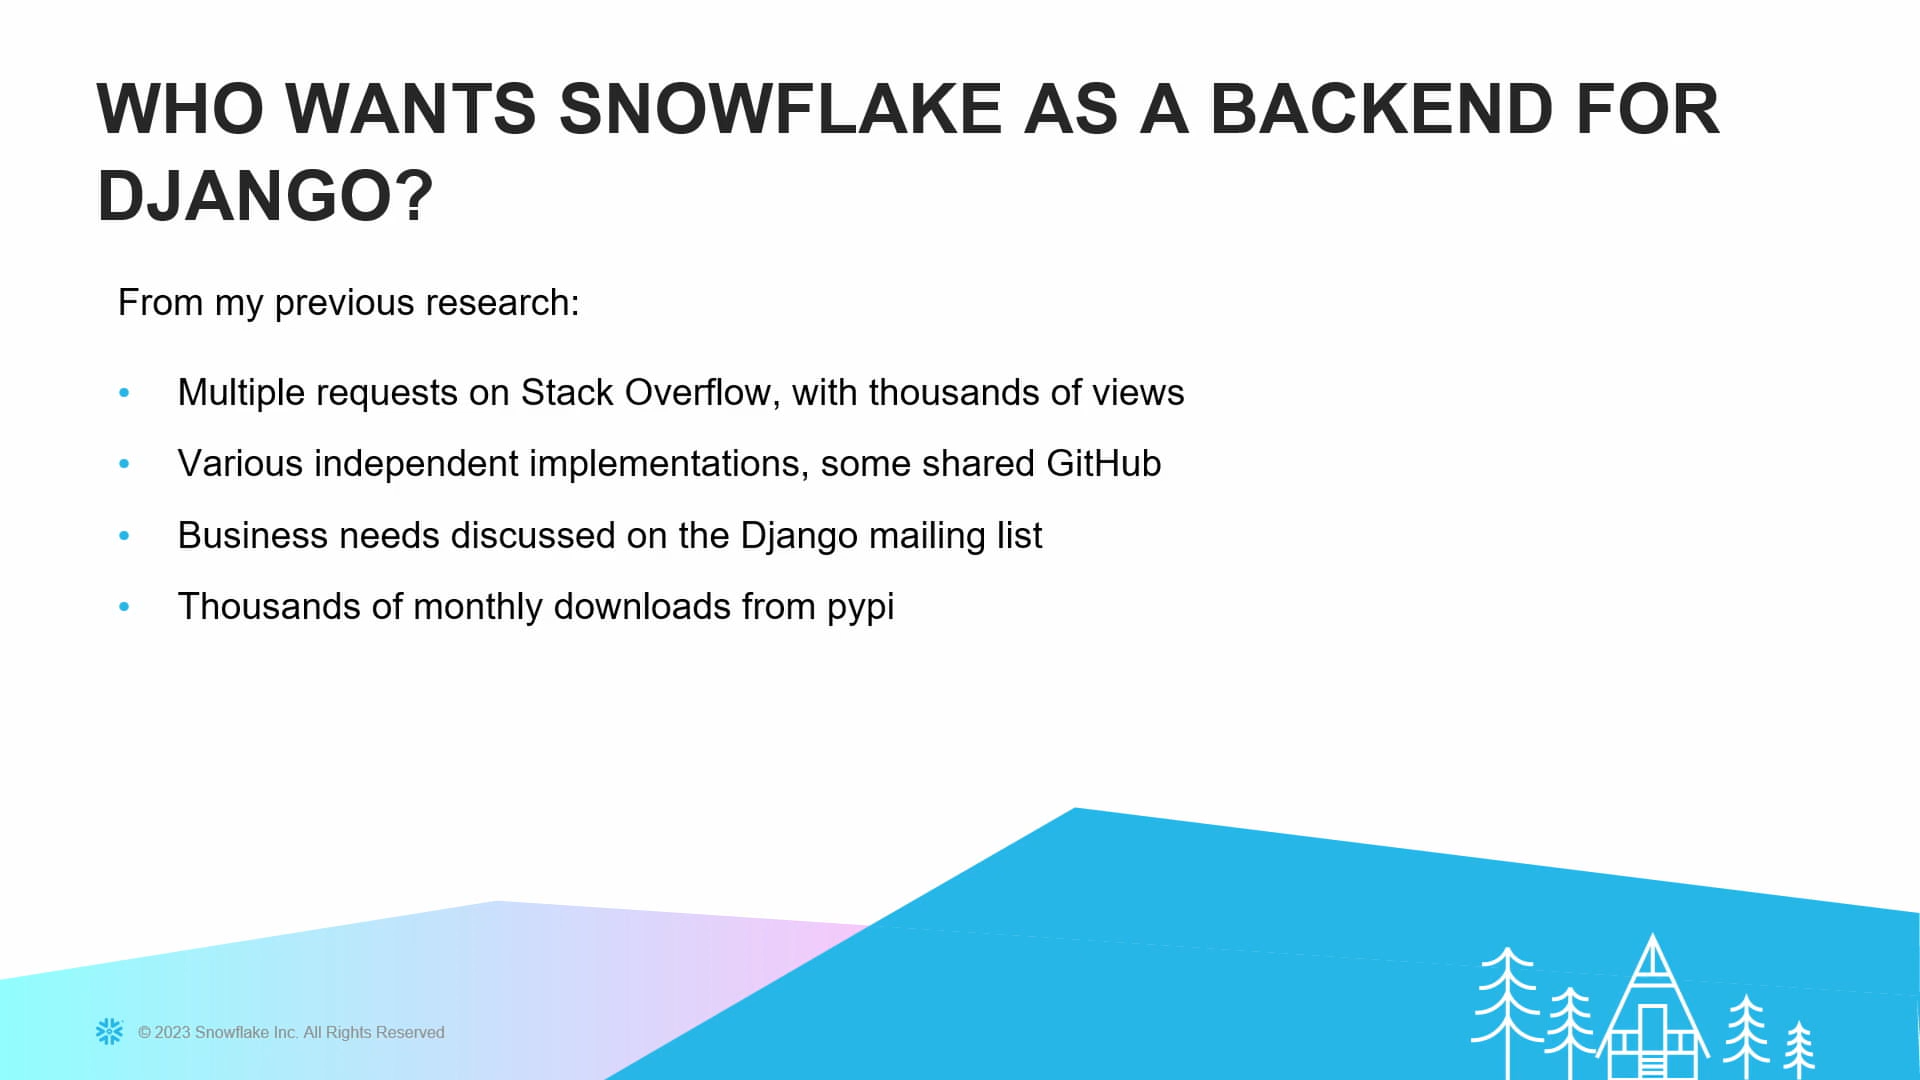 WHO WANTS SNOWFLAKE AS A BACKEND FOR
DJANGO?
From my previous research:
• Multiple requests on Stack Overflow, with thousands of views
• Various independent implementations, some shared GitHub
• Business needs discussed on the Django mailing list
• Thousands of monthly downloads from pypi
© 2023 Snowflake Inc. All Rights Reserved